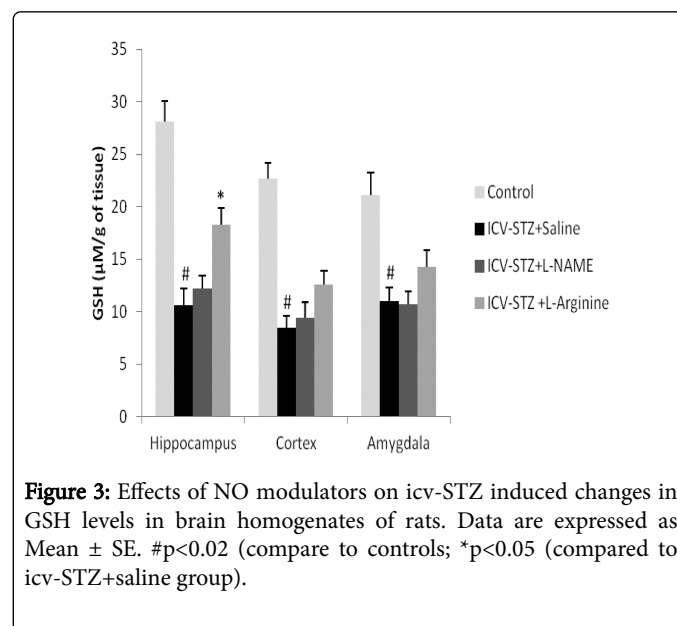 35
30
25
20
15
10
5
0
GSH (µM/g of tissue)
*
#
#
#
Hippocampus Cortex Amygdala
Control
ICV-STZ+Saline
ICV-STZ+L-NAME
ICV-STZ +L-Arginine
Figure 3: Effects of NO modulators on icv-STZ induced changes in
GSH levels in brain homogenates of rats. Data are expressed as
Mean ± SE. #p<0.02 (compare to controls; *p<0.05 (compared to
icv-STZ+saline group).